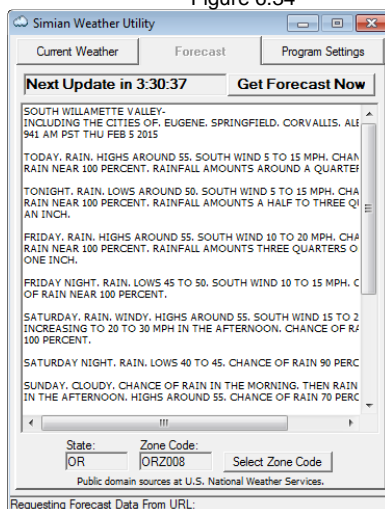 Figure 6.34
Simian Weather Utility
Current Weather Forecast Program Settings
Next Update in 3:30:37 Get Forecast Now
SOUTH WILLAMETTE VALLEY-
INCLUDING THE CITIES OF. EUGENE. SPRINGFIELD. CORVALLIS.
941 AM PST THU FEB 5 2015
TODAY. RAIN. HIGHS AROUND 55. SOUTH WIND 5 TO 15 MPH.
RAIN NEAR 100 PERCENT. RAINFALL AMOUNTS AROUND A
TONIGHT. RAIN. LOWS AROUND 50. SOUTH WIND 5 TO 15 MPH.
RAIN NEAR 100 PERCENT. RAINFALL AMOUNTS A HALF TO THREE
AN INCH.
FRIDAY. RAIN. HIGHS AROUND 55. SOUTH WIND 10 TO 20 MPH.
RAIN NEAR 100 PERCENT. RAINFALL AMOUNTS THREE QUARTERS
ONE INCH.
FRIDAY NIGHT. RAIN. LOWS 45 TO 50. SOUTH WIND 10 TO 15 MPH.
OF RAIN NEAR 100 PERCENT.
SATURDAY. RAIN. WINDY. HIGHS AROUND 55. SOUTH WIND 15 TO
INCREASING TO 20 TO 30 MPH IN THE AFTERNOON. CHANCE OF
100 PERCENT.
SATURDAY NIGHT. RAIN. LOWS 40 TO 45. CHANCE OF RAIN 90
SUNDAY. CLOUDY. CHANCE OF RAIN IN THE MORNING. THEN RAIN
IN THE AFTERNOON. HIGHS AROUND 55. CHANCE OF RAIN 70
State: Zone Code:
OR ORZ008 Select Zone Code
Public domain sources at U.S. National Weather Services.
Requesting Forecast Data From URL: